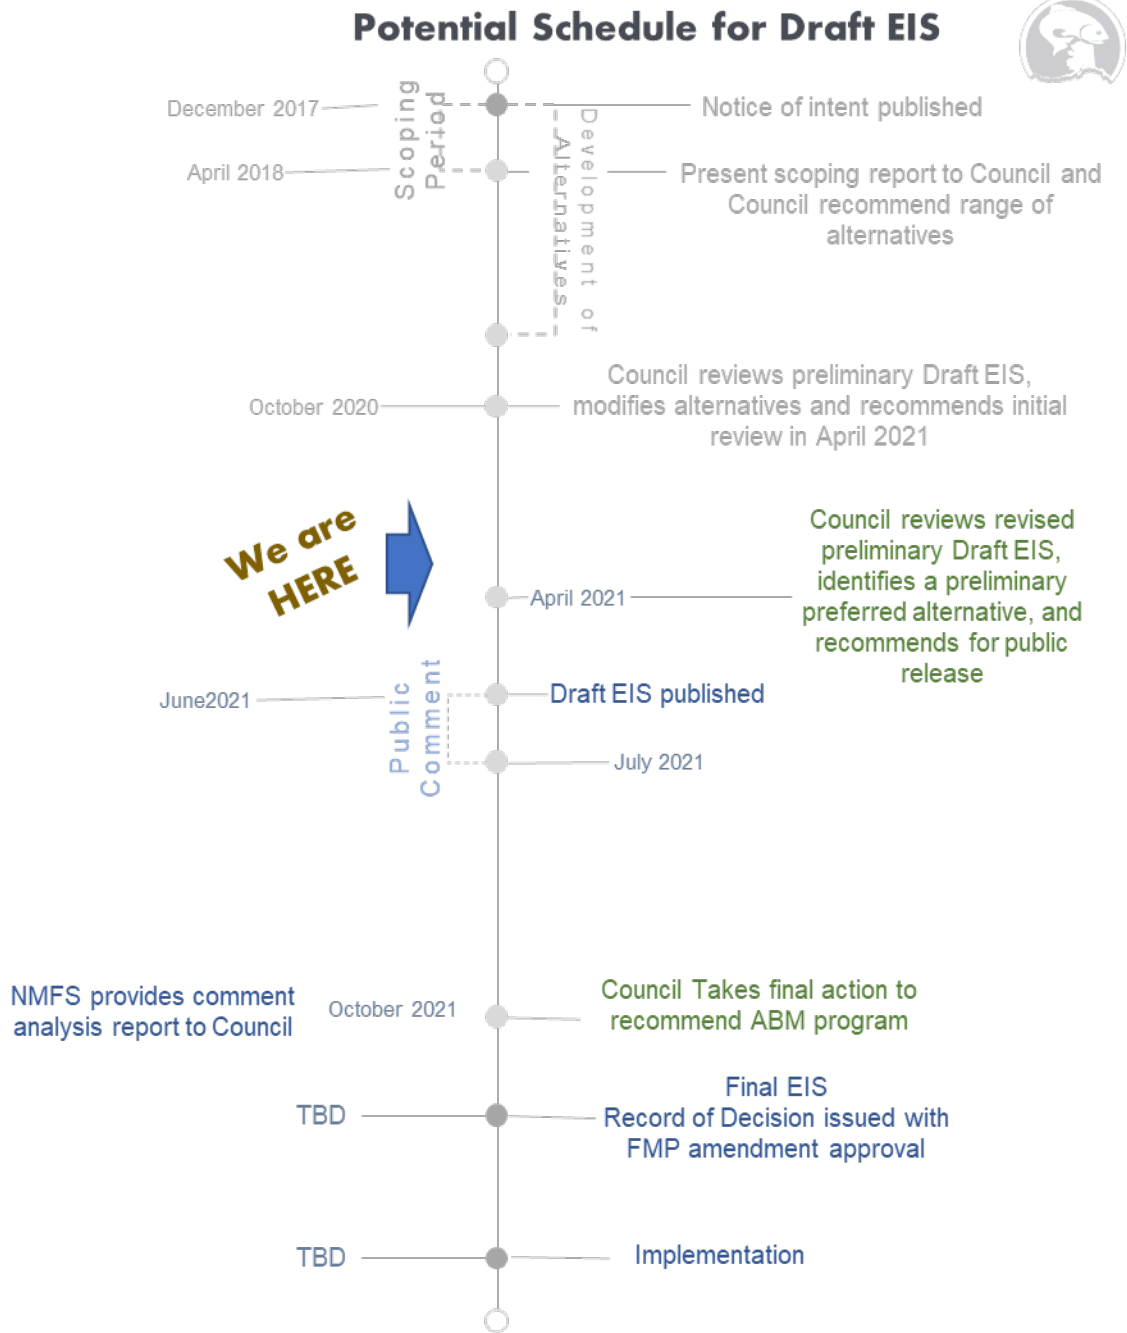 Potential Schedule for Draft EIS
December 2017
Scoping
Period
Notice of intent published
Development of
Alternatives
April 2018
Present scoping report to Council and
Council recommend range of
alternatives
October 2020
Council reviews preliminary Draft EIS,
modifies alternatives and recommends initial
review in April 2021
We are
HERE
April 2021
Council reviews revised
preliminary Draft EIS,
identifies a preliminary
preferred alternative, and
recommends for public
release
June2021
Public
Comment
Draft EIS published
July 2021
NMFS provides comment
analysis report to Council
October 2021
Council Takes final action to
recommend ABM program
TBD
Final EIS
Record of Decision issued with
FMP amendment approval
TBD
Implementation